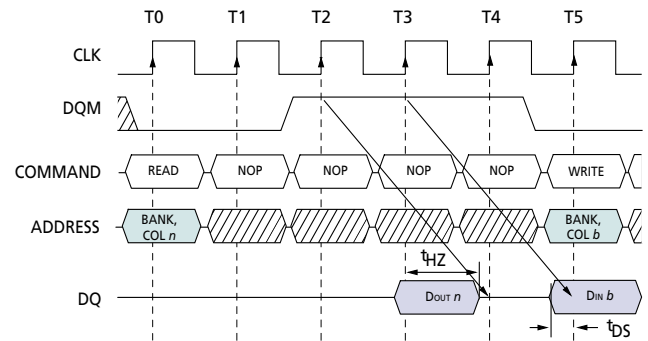 T0 T1 T2 T3 T4 T5
CLK
DQM
COMMAND READ NOP NOP NOP NOP WRITE
ADDRESS BANK, COL n BANK, COL b
tHZ
DQ DOUT n DIN b
tDS